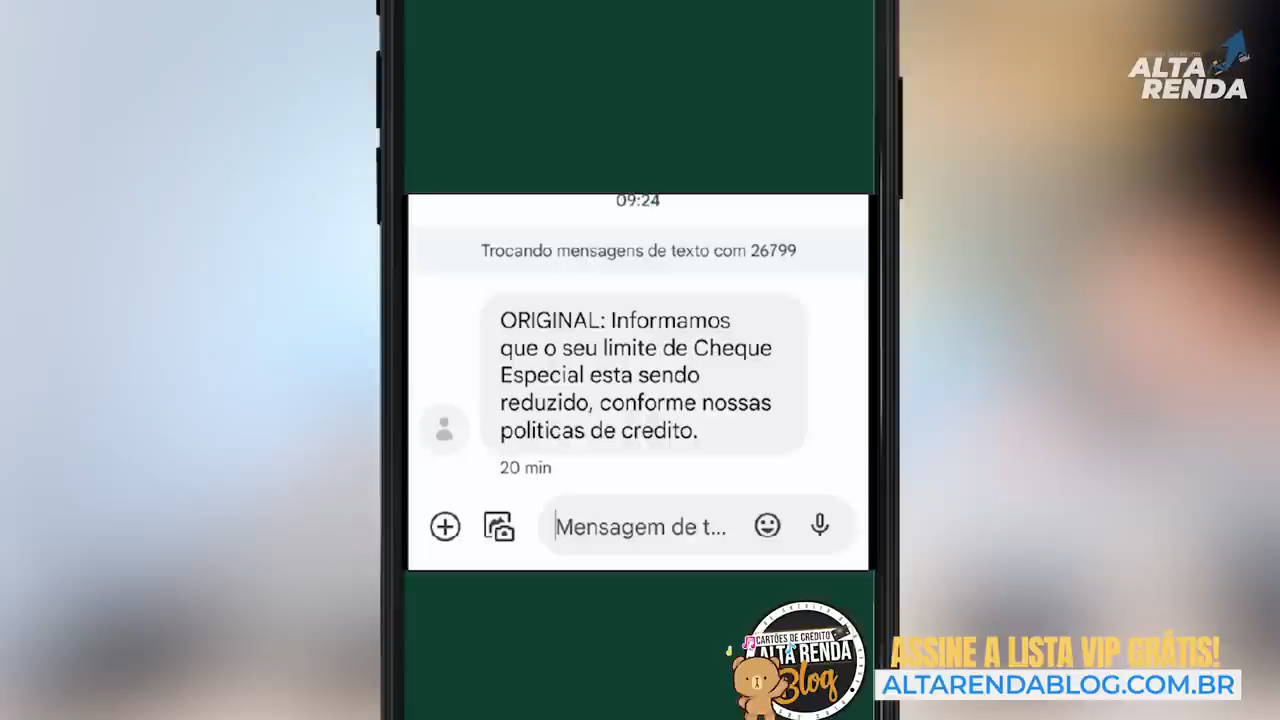 ALTA
RENDA
09:24
Trocando mensagens de texto com 26799
ORIGINAL: Informamos
que o seu limite de Cheque
Especial esta sendo
reduzido, conforme nossas
politicas de credito.
20 min
Mensagem de t...
CARTÕES DE CRÉDITO
ALTA RENDA
Blog
ASSINE A LISTA VIP GRÁTIS!
ALTARENDABLOG.COM.BR